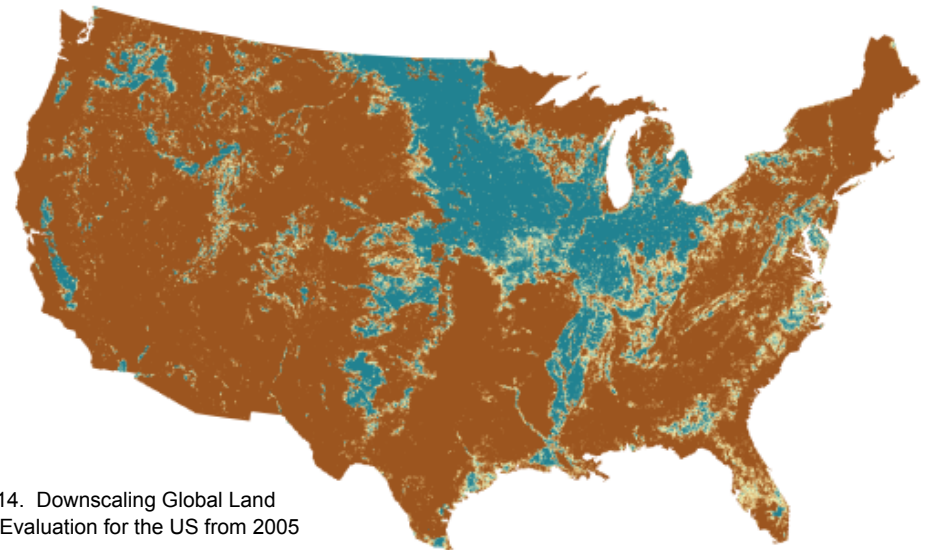 14. Downscaling Global Land
Evaluation for the US from 2005